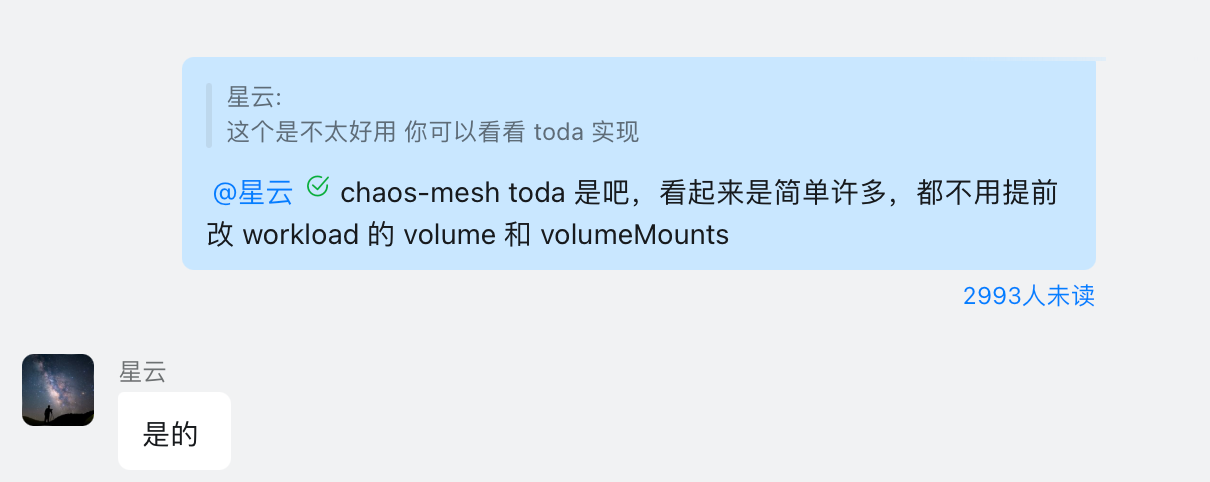 星云:
这个是不太好用 你可以看看 toda 实现
@星云 chaos-mesh toda 是吧，看起来是简单许多，都不用提前
改 workload 的 volume 和 volumeMounts
2993人未读
星云
是的